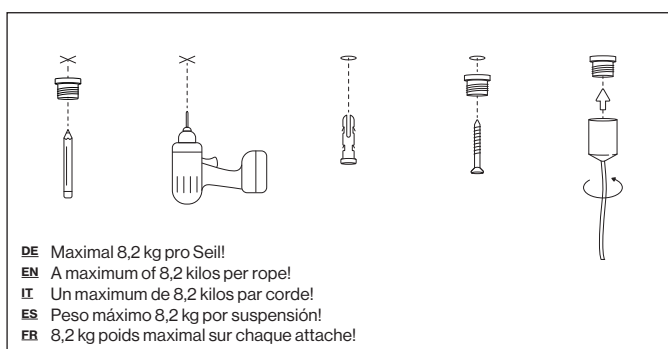 DE Maximal 8,2 kg pro Seil!
EN A maximum of 8,2 kilos per rope!
IT Un maximum de 8,2 kilos par corde!
ES Peso máximo 8,2 kg por suspensión!
FR 8,2 kg poids maximal sur chaque attache!